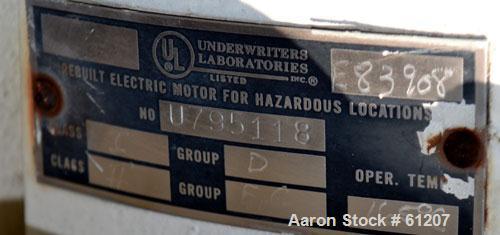 UL
UNDERWRITERS
LABORATORIES
LISTED INC.®
E83908
REBUILT ELECTRIC MOTOR FOR HAZARDOUS LOCATIONS
NO U795118
CLASS GROUP D
CLASS GROUP OPER. TEMP
Aaron Stock # 61207